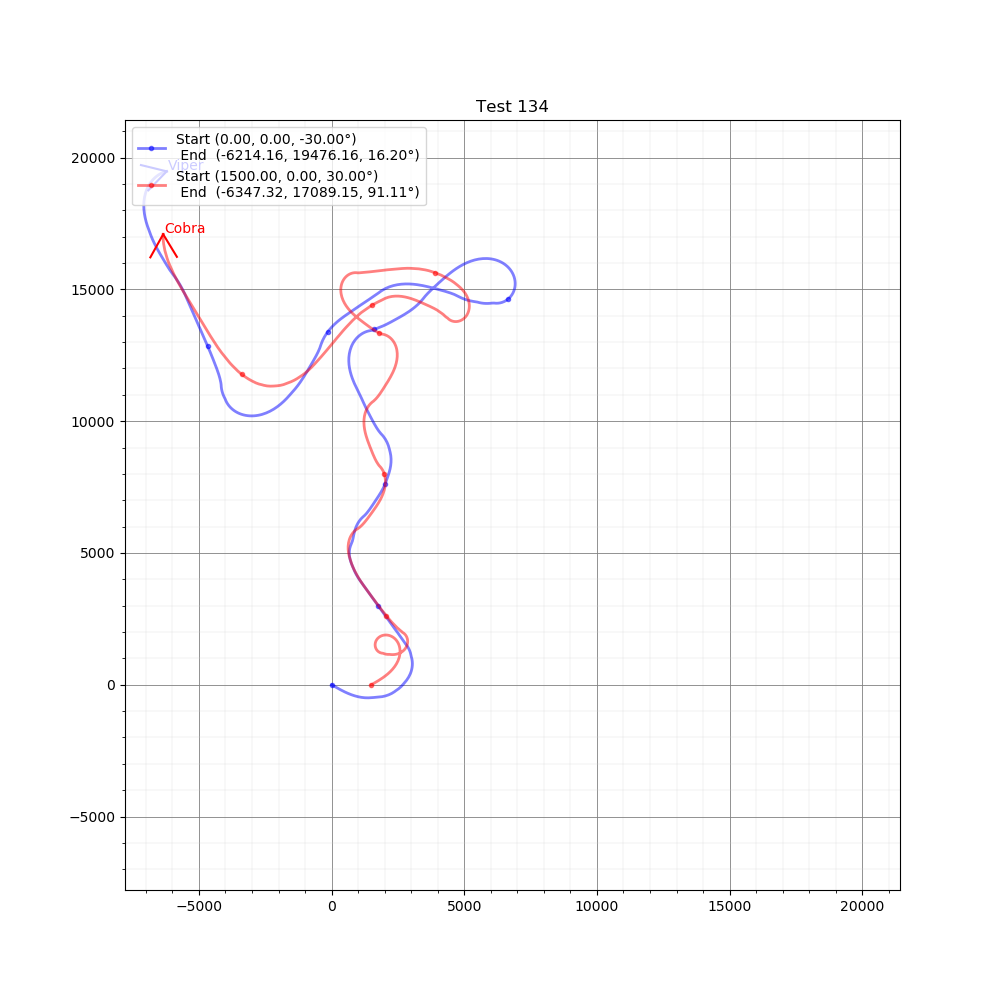 Test 134
Start (0.00, 0.00, -30.00°)
End (-6214.16, 19476.16, 16.20°)
Start (1500.00, 0.00, 30.00°)
End (-6347.32, 17089.15, 91.11°)
Viper
Cobra
20000
15000
10000
5000
0
−5000
−5000
0
5000
10000
15000
20000